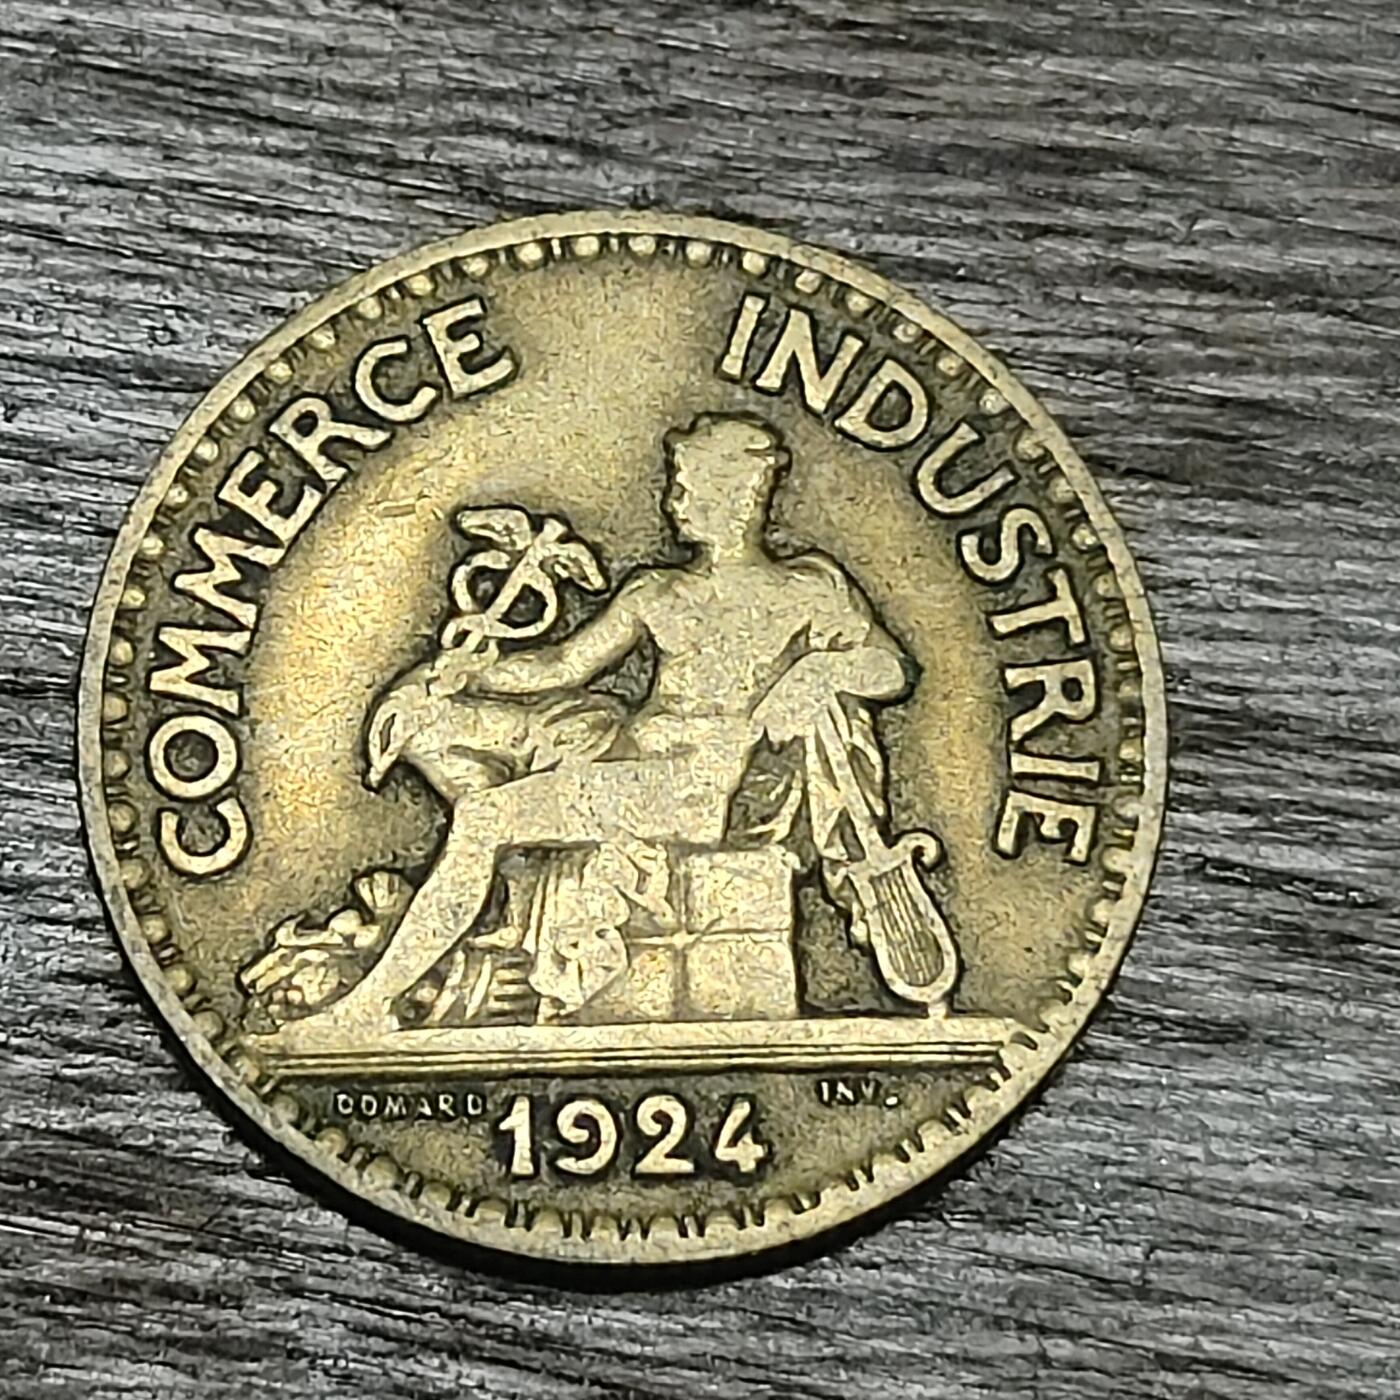 COMMERCE INDUSTRIE
DOMARD INV.
1924